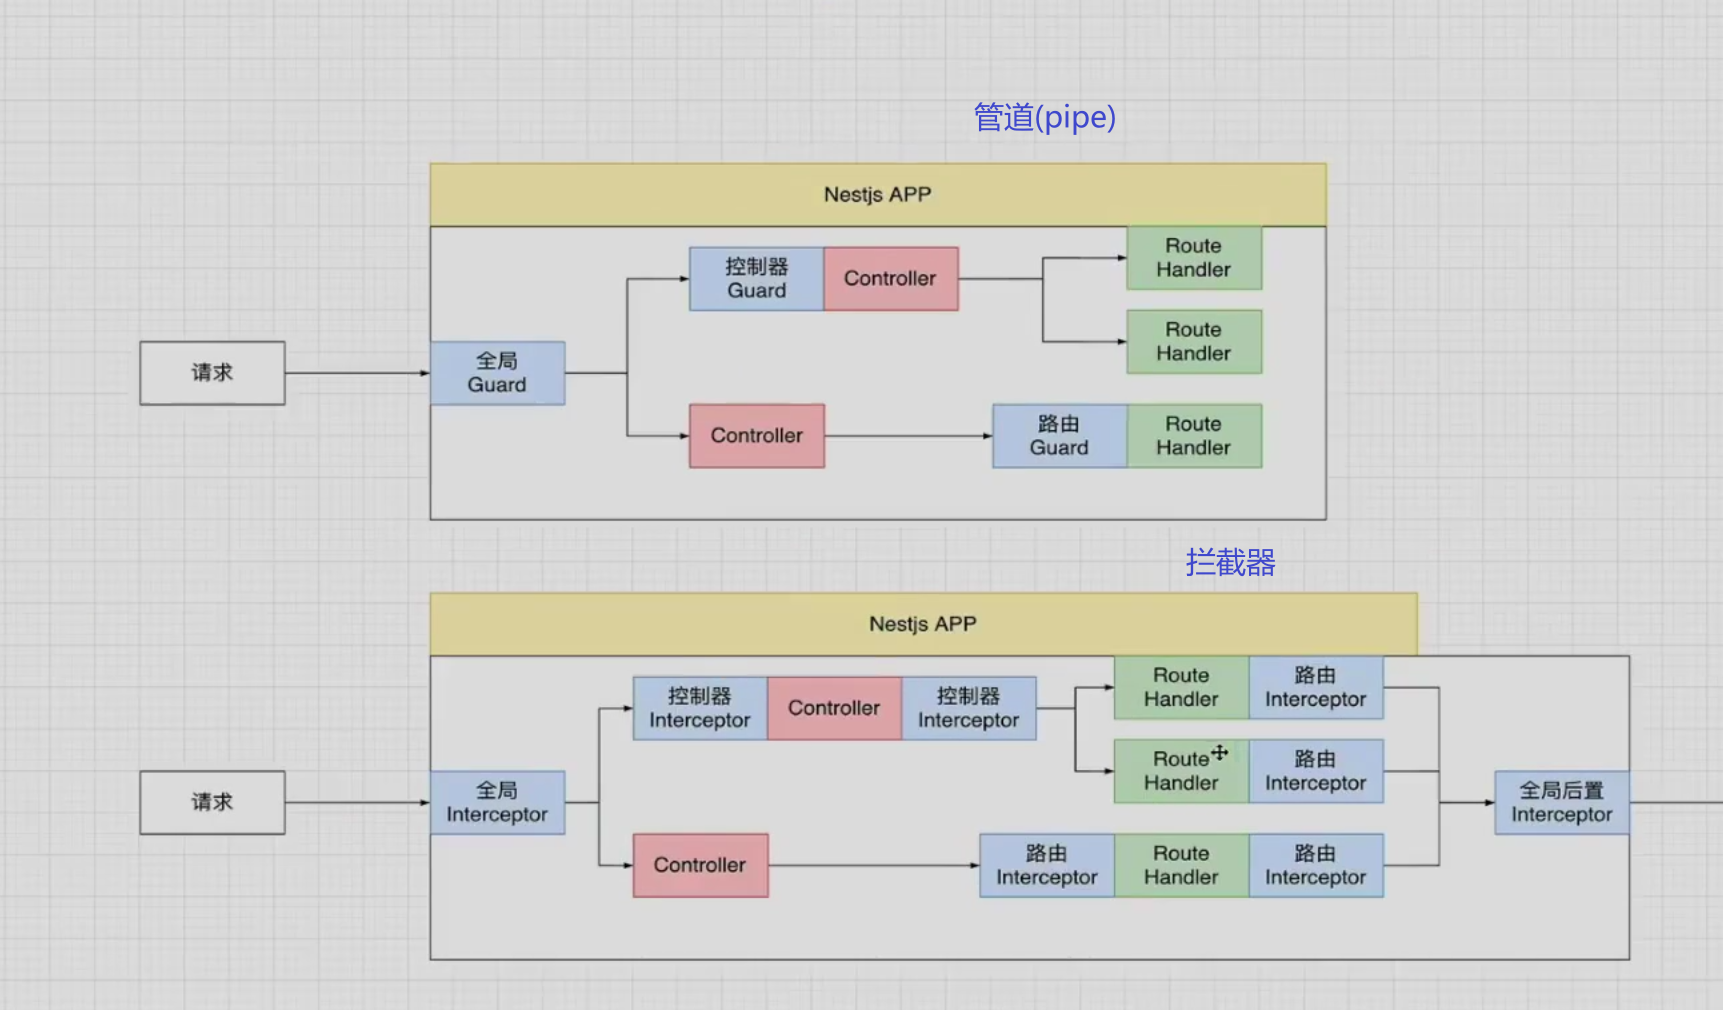 管道(pipe)
Nestjs APP
控制器
Guard
Controller
Route
Handler
Route
Handler
请求
全局
Guard
Controller
路由
Guard
Route
Handler
拦截器
Nestjs APP
控制器
Interceptor
Controller
控制器
Interceptor
Route
Handler
路由
Interceptor
Route
Handler
路由
Interceptor
请求
全局
Interceptor
全局后置
Interceptor
Controller
路由
Interceptor
Route
Handler
路由
Interceptor